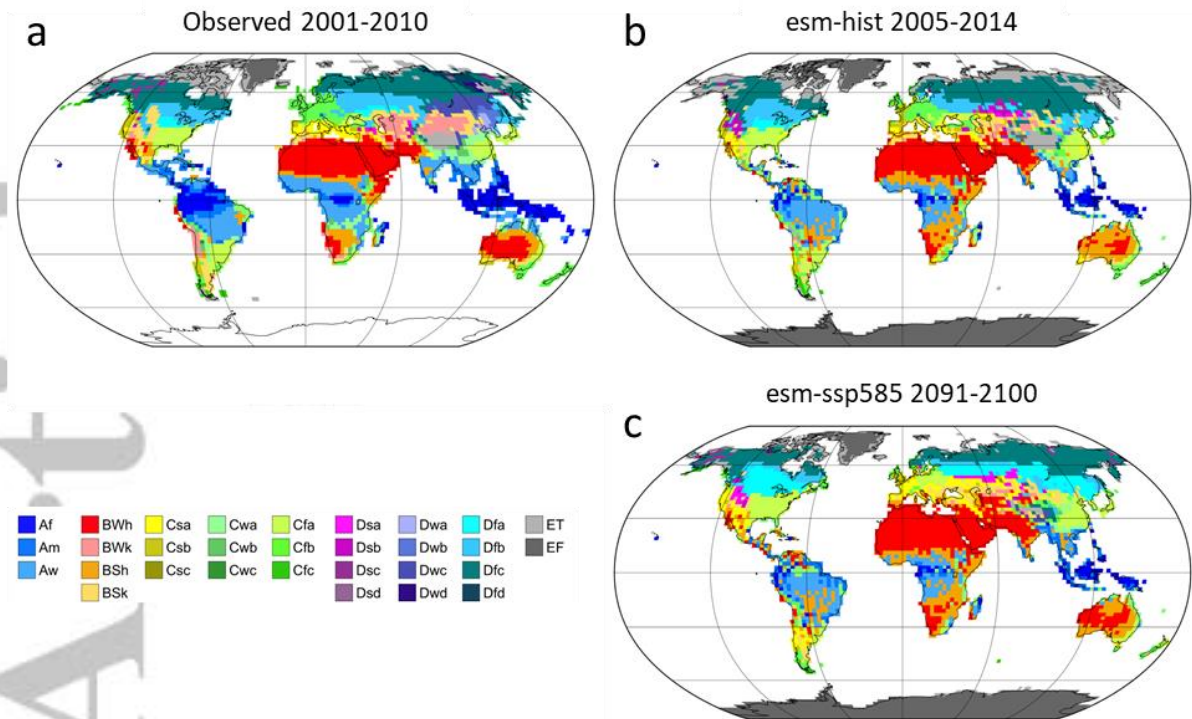 a
Observed 2001-2010
b
esm-hist 2005-2014
c
esm-ssp585 2091-2100
Af BWh Csa Cwa Cfa Dsa Dwa Dfa ET
Am BWk Csb Cwb Cfb Dsb Dwb Dfb EF
Aw BSh Csc Cwc Cfc Dsc Dwc Dfc
BSk Dsd Dwd Dfd
A t